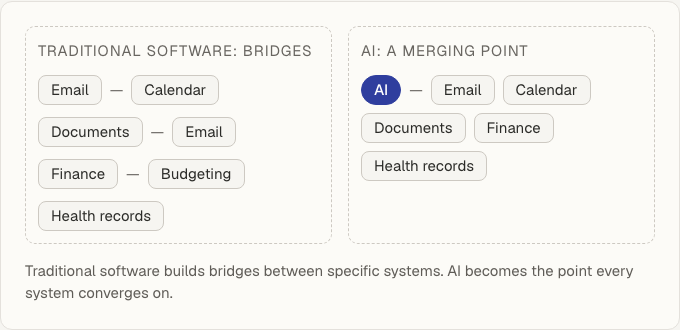 TRADITIONAL SOFTWARE: BRIDGES
Email — Calendar
Documents — Email
Finance — Budgeting
Health records
AI: A MERGING POINT
AI — Email Calendar
Documents Finance
Health records
Traditional software builds bridges between specific systems. AI becomes the point every
system converges on.